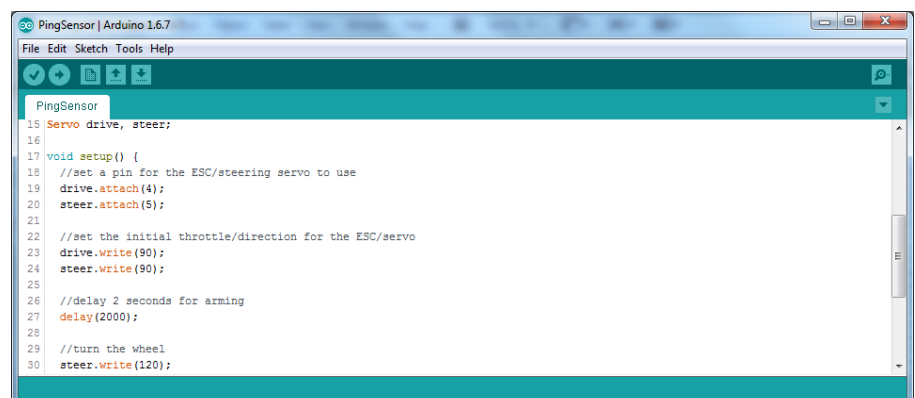 PingSensor | Arduino 1.6.7
File Edit Sketch Tools Help
PingSensor
15 Servo drive, steer;
16
17 void setup() {
18   //set a pin for the ESC/steering servo to use
19   drive.attach(4);
20   steer.attach(5);
21
22   //set the initial throttle/direction for the ESC/servo
23   drive.write(90);
24   steer.write(90);
25
26   //delay 2 seconds for arming
27   delay(2000);
28
29   //turn the wheel
30   steer.write(120);